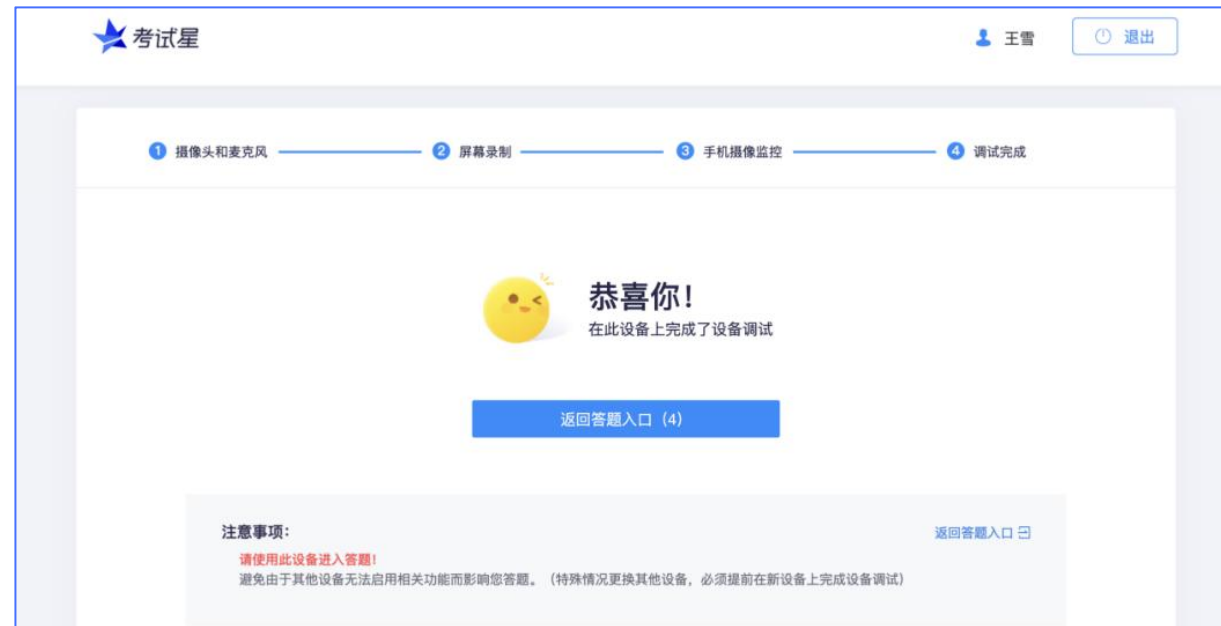 考试星
王雪
退出
1 摄像头和麦克风
2 屏幕录制
3 手机摄像监控
4 调试完成
恭喜你!
在此设备上完成了设备调试
返回答题入口（4）
注意事项:
返回答题入口
请使用此设备进入答题!
避免由于其他设备无法启用相关功能而影响您答题。（特殊情况更换其他设备，必须提前在新设备上完成设备调试）